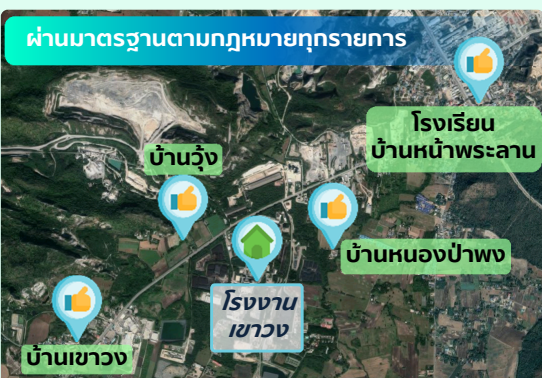 ผ่านมาตรฐานตามกฎหมายทุกรายการ
โรงเรียน
บ้านหน้าพระลาน
บ้านวุ้ง
บ้านหนองป่าพง
โรงงาน
เขาวง
บ้านเขาวง